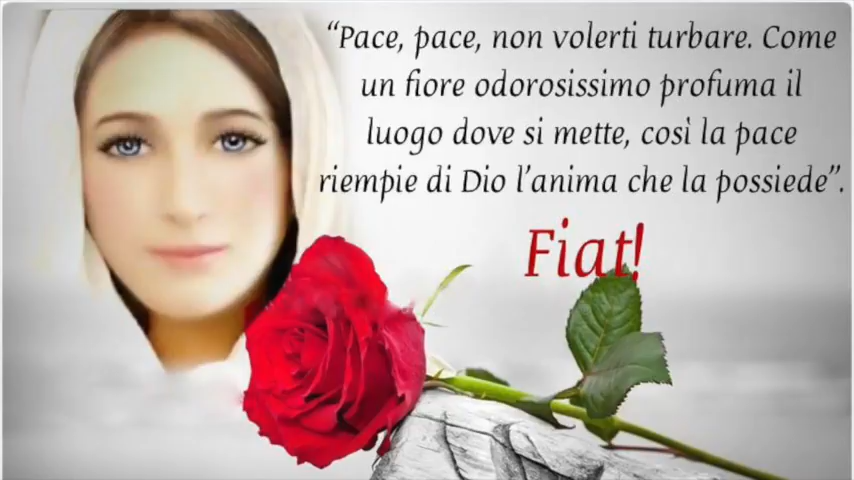 “Pace, pace, non volerti turbare. Come
un fiore odorosissimo profuma il
luogo dove si mette, così la pace
riempie di Dio l’anima che la possiede”.
Fiat!